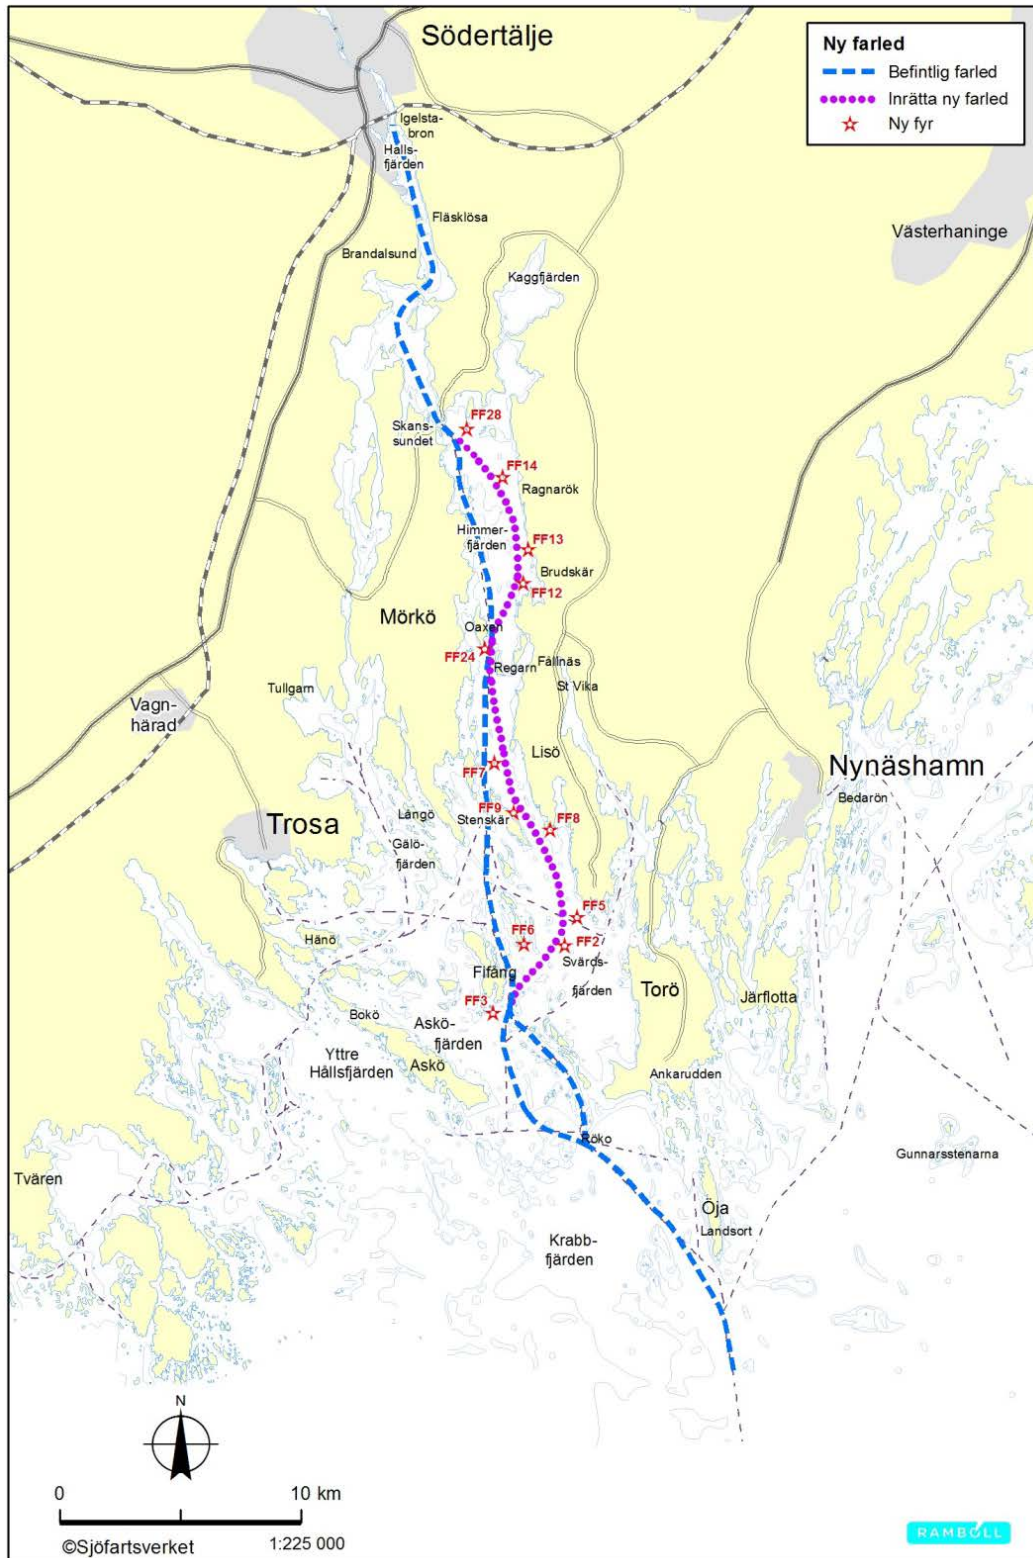 Södertälje
Ny farled
Befintlig farled
Inrätta ny farled
Ny fyr
Igelsta-
bron
Halls-
fjärden
Fläsklösa
Västerhaninge
Brandalsund
Kaggfjärden
FF28
Skans-
sundet
FF14
Ragnarök
Himmer-
fjärden
FF13
Brudskär
FF12
Mörkö
Oaxen
FF24
Regarn
Fållnäs
St Vika
Tullgarn
Vagn-
härad
Lisö
FF7
Nynäshamn
Bedarön
FF9
Stenskär
FF8
Långö
Trosa
Gälö-
fjärden
FF5
FF6
FF2
Hånö
Svärds-
fjärden
Fifång
Torö
Järflotta
FF3
Bokö
Askö-
fjärden
Yttre
Hållsfjärden
Askö
Ankarudden
Röko
Gunnarsstenarna
Tvären
Öja
Landsort
Krabb-
fjärden
N
0 10 km
©Sjöfartsverket 1:225 000
RAMBOLL